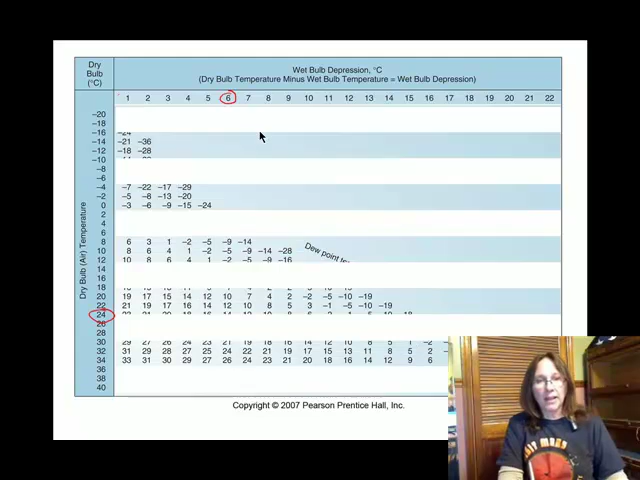 Dry
Bulb
(°C)
Wet Bulb Depression, °C
(Dry Bulb Temperature Minus Wet Bulb Temperature = Wet Bulb Depression)
1 2 3 4 5 6 7 8 9 10 11 12 13 14 15 16 17 18 19 20 21 22
Dry Bulb (Air) Temperature
-20
-18
-16 -24
-14 -21 -36
-12 -18 -28
-10
-8
-6
-4 -7 -22 -17 -29
-2 -5 -8 -13 -20
0 -3 -6 -9 -15 -24
2
4
6
8 6 3 1 -2 -5 -9 -14
10 8 6 4 1 -2 -5 -9 -14 -28
12 10 8 6 4 1 -2 -5 -9 -16
Dew point
14
16
18
20 19 17 15 14 12 10 7 4 2 -2 -5 -10 -19
22 21 19 17 16 14 12 10 8 5 3 -1 -5 -10 -19
24
26
28
30 29 27 26 24 23 21 19 18 16 14 12 10 8 5 1 -2
32 31 29 28 27 25 24 22 21 19 17 15 13 11 8 5 2
34 33 31 30 29 27 26 24 23 21 20 18 16 14 12 9 6
36
38
40
Copyright © 2007 Pearson Prentice Hall, Inc.